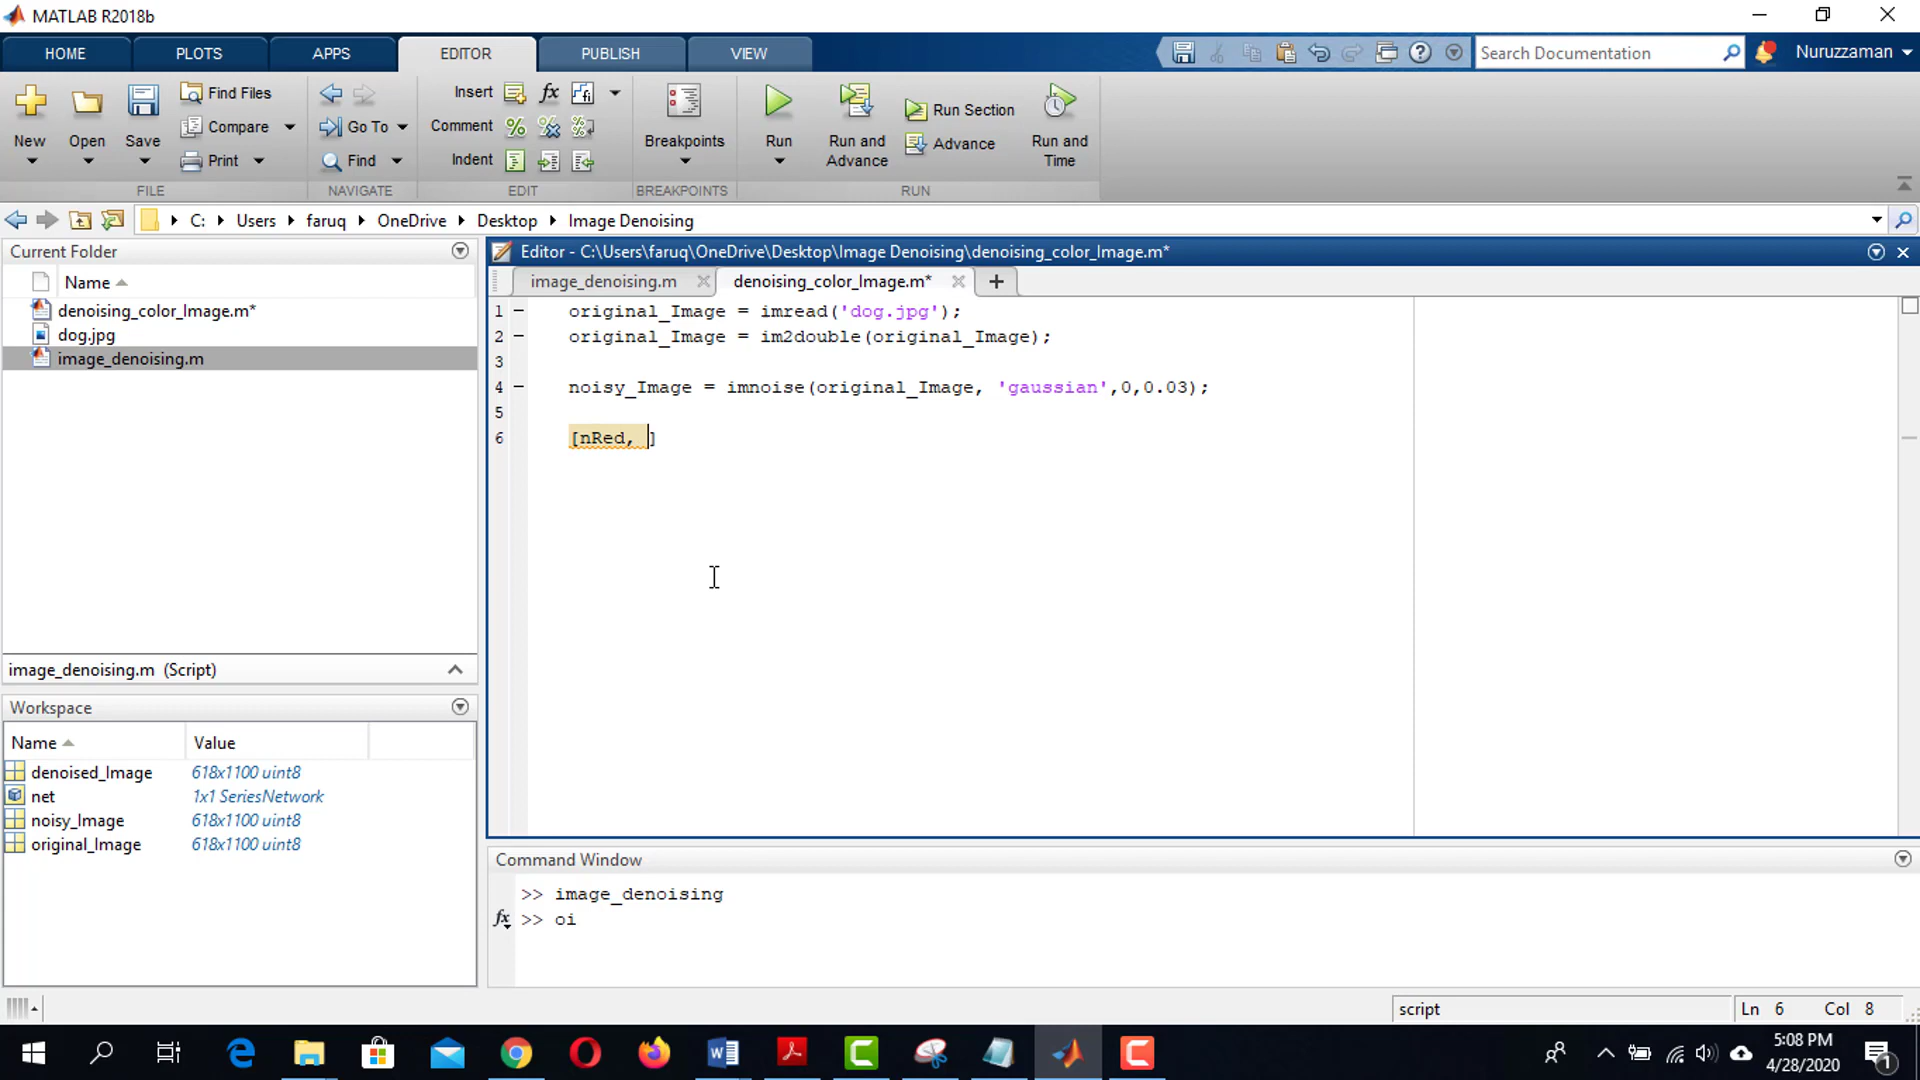 MATLAB R2018b
HOME PLOTS APPS EDITOR PUBLISH VIEW Search Documentation Nuruzzaman
New Open Save Find Files Compare Print Go To Find Insert Comment Indent Breakpoints Run Run and Advance Run Section Advance Run and Time
FILE NAVIGATE EDIT BREAKPOINTS RUN
C: Users faruq OneDrive Desktop Image Denoising
Current Folder
Name
denoising_color_Image.m*
dog.jpg
image_denoising.m
image_denoising.m (Script)
Workspace
Name Value
denoised_Image 618x1100 uint8
net 1x1 SeriesNetwork
noisy_Image 618x1100 uint8
original_Image 618x1100 uint8
Editor - C:\Users\faruq\OneDrive\Desktop\Image Denoising\denoising_color_Image.m*
image_denoising.m denoising_color_Image.m*
1 original_Image = imread('dog.jpg');
2 original_Image = im2double(original_Image);
3
4 noisy_Image = imnoise(original_Image, 'gaussian',0,0.03);
5
6 [nRed, ]
Command Window
>> image_denoising
fx >> oi
script Ln 6 Col 8
5:08 PM
4/28/2020
1